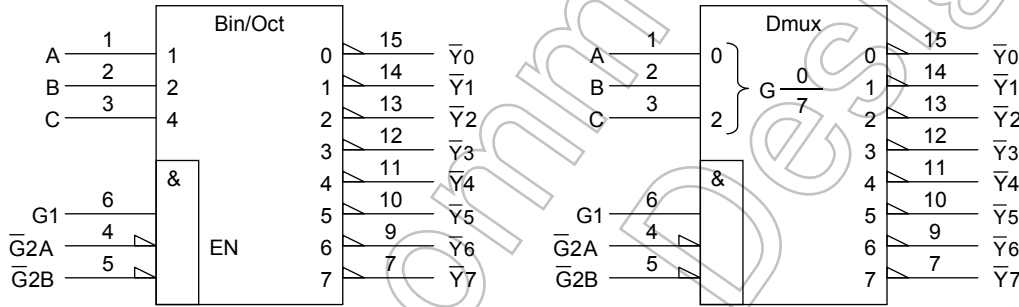 Bin/Oct
A 1 1 0 15 Y̅0
B 2 2 1 14 Y̅1
C 3 4 2 13 Y̅2
3 12 Y̅3
& 4 11 Y̅4
G1 6 5 10 Y̅5
G̅2A 4 EN 6 9 Y̅6
G̅2B 5 7 7 Y̅7
Dmux
A 1 0 0 15 Y̅0
B 2 G 0/7 1 14 Y̅1
C 3 2 2 13 Y̅2
3 12 Y̅3
& 4 11 Y̅4
G1 6 5 10 Y̅5
G̅2A 4 6 9 Y̅6
G̅2B 5 7 7 Y̅7